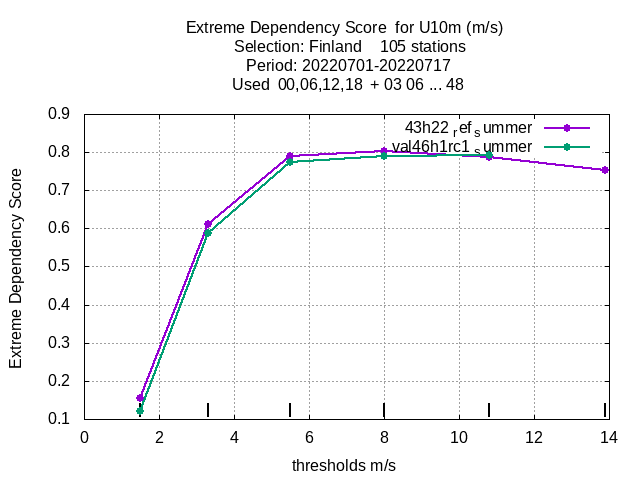 Extreme Dependency Score for U10m (m/s)
Selection: Finland 105 stations
Period: 20220701-20220717
Used 00,06,12,18 + 03 06 ... 48
43h22 ref summer
val46h1rc1 summer
Extreme Dependency Score
0.9
0.8
0.7
0.6
0.5
0.4
0.3
0.2
0.1
0 2 4 6 8 10 12 14
thresholds m/s